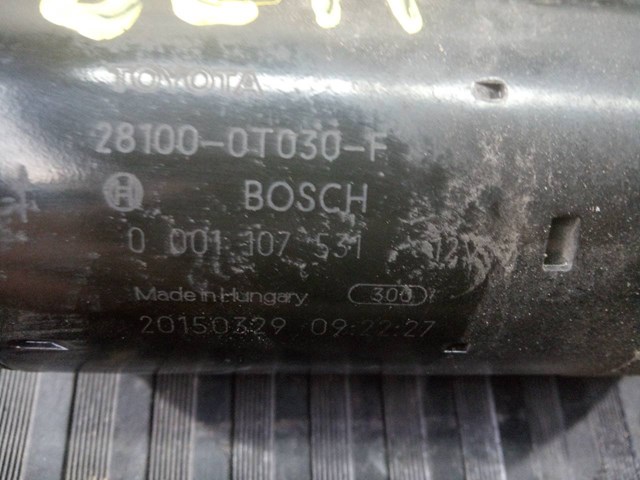 TOYOTA
28100-0T030-F
BOSCH
0 001 107 531 12V
Made in Hungary 300
20150329 09:22:27